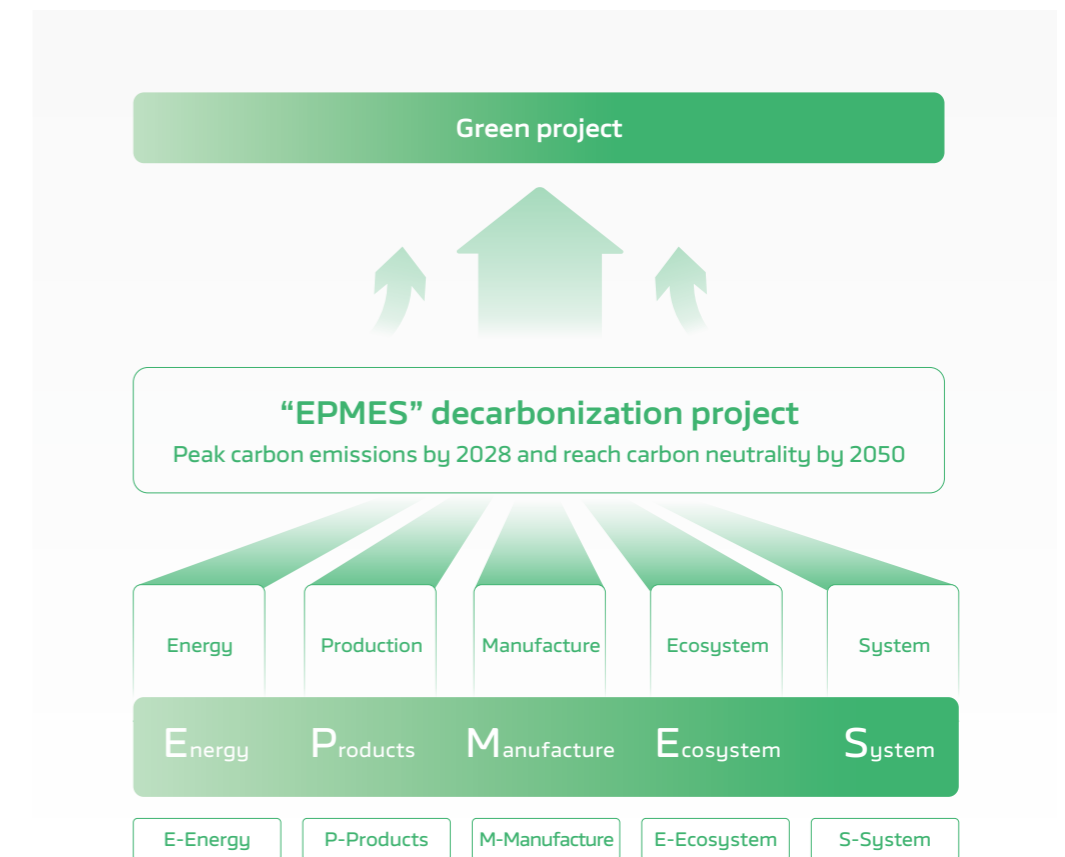 Green project
“EPMES” decarbonization project
Peak carbon emissions by 2028 and reach carbon neutrality by 2050
Energy Production Manufacture Ecosystem System
Energy Products Manufacture Ecosystem System
E-Energy P-Products M-Manufacture E-Ecosystem S-System